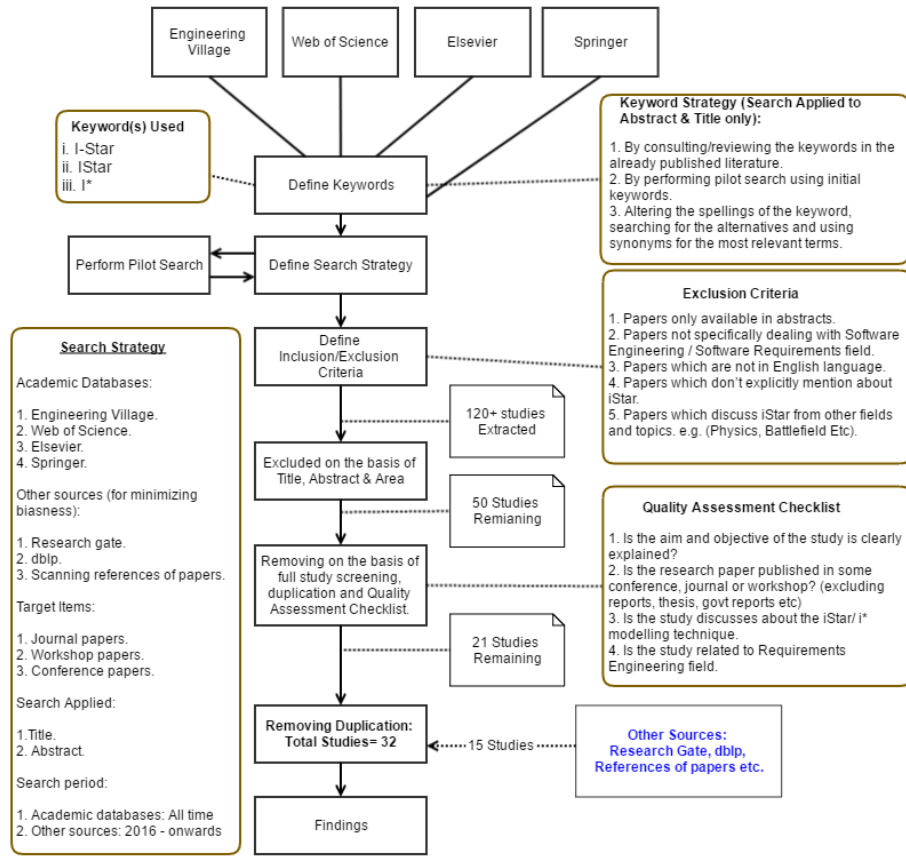 Engineering
Village
Web of Science
Elsevier
Springer
Keyword(s) Used
i. I-Star
ii. IStar
iii. I*
Define Keywords
Keyword Strategy (Search Applied to
Abstract & Title only):
1. By consulting/reviewing the keywords in the
already published literature.
2. By performing pilot search using initial
keywords.
3. Altering the spellings of the keyword,
searching for the alternatives and using
synonyms for the most relevant terms.
Perform Pilot Search
Define Search Strategy
Define
Inclusion/Exclusion
Criteria
Exclusion Criteria
1. Papers only available in abstracts.
2. Papers not specifically dealing with Software
Engineering / Software Requirements field.
3. Papers which are not in English language.
4. Papers which don't explicitly mention about
iStar.
5. Papers which discuss iStar from other fields
and topics. e.g. (Physics, Battlefield Etc).
Search Strategy
Academic Databases:
1. Engineering Village.
2. Web of Science.
3. Elsevier.
4. Springer.
Other sources (for minimizing
biasness):
1. Research gate.
2. dblp.
3. Scanning references of papers.
Target Items:
1. Journal papers.
2. Workshop papers.
3. Conference papers.
Search Applied:
1.Title.
2. Abstract.
Search period:
1. Academic databases: All time
2. Other sources: 2016 - onwards
120+ studies
Extracted
Excluded on the basis of
Title, Abstract & Area
50 Studies
Remianing
Removing on the basis of
full study screening,
duplication and Quality
Assessment Checklist.
Quality Assessment Checklist
1. Is the aim and objective of the study is clearly
explained?
2. Is the research paper published in some
conference, journal or workshop? (excluding
reports, thesis, govt reports etc)
3. Is the study discusses about the iStar/ i*
modelling technique.
4. Is the study related to Requirements
Engineering field.
21 Studies
Remaining
Removing Duplication:
Total Studies= 32
15 Studies
Other Sources:
Research Gate, dblp,
References of papers etc.
Findings